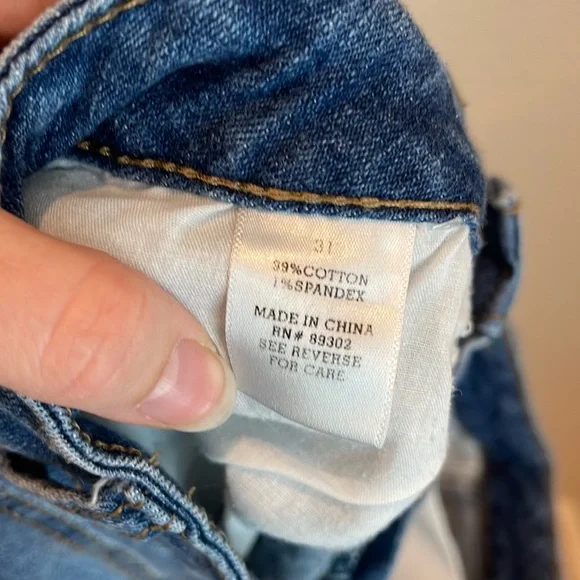 31
99%COTTON
1%SPANDEX
MADE IN CHINA
RN# 89302
SEE REVERSE
FOR CARE